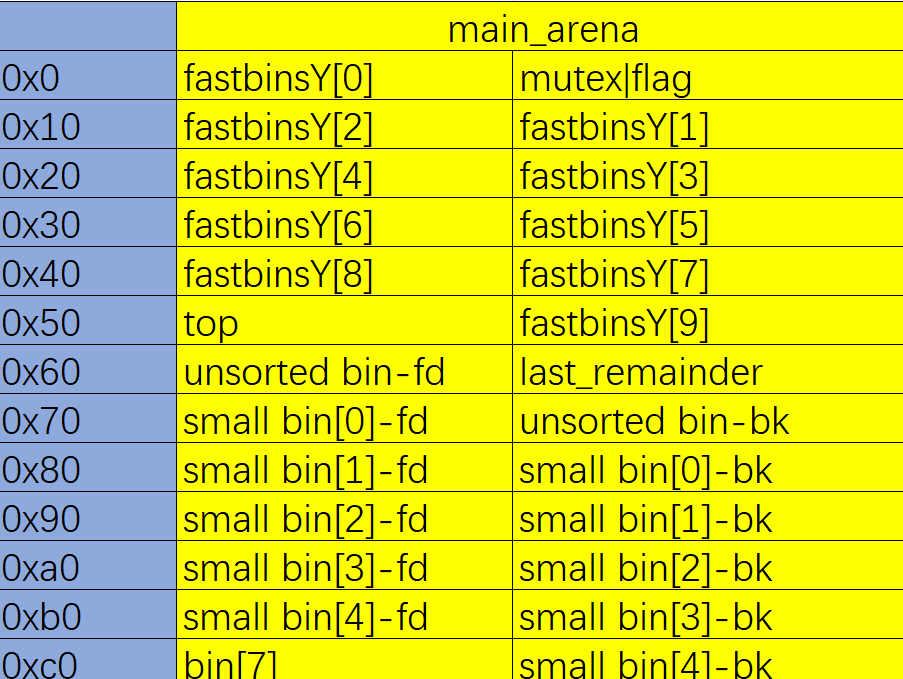 main_arena
0x0 fastbinsY[0] mutex|flag
0x10 fastbinsY[2] fastbinsY[1]
0x20 fastbinsY[4] fastbinsY[3]
0x30 fastbinsY[6] fastbinsY[5]
0x40 fastbinsY[8] fastbinsY[7]
0x50 top fastbinsY[9]
0x60 unsorted bin-fd last_remainder
0x70 small bin[0]-fd unsorted bin-bk
0x80 small bin[1]-fd small bin[0]-bk
0x90 small bin[2]-fd small bin[1]-bk
0xa0 small bin[3]-fd small bin[2]-bk
0xb0 small bin[4]-fd small bin[3]-bk
0xc0 bin[7] small bin[4]-bk